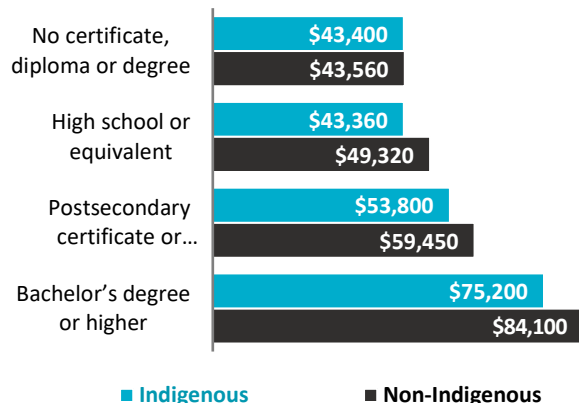 No certificate,
diploma or degree
$43,400
$43,560
High school or
equivalent
$43,360
$49,320
Postsecondary
certificate or…
$53,800
$59,450
Bachelor’s degree
or higher
$75,200
$84,100
Indigenous
Non-Indigenous